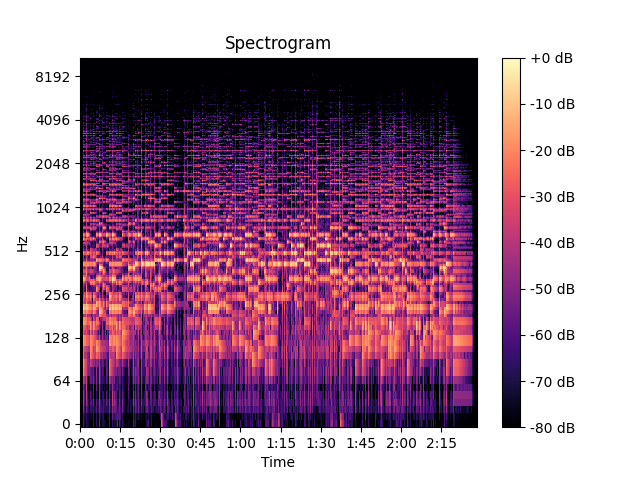 Spectrogram
8192
4096
2048
1024
512
256
128
64
0
Hz
0:00 0:15 0:30 0:45 1:00 1:15 1:30 1:45 2:00 2:15
Time
+0 dB
-10 dB
-20 dB
-30 dB
-40 dB
-50 dB
-60 dB
-70 dB
-80 dB